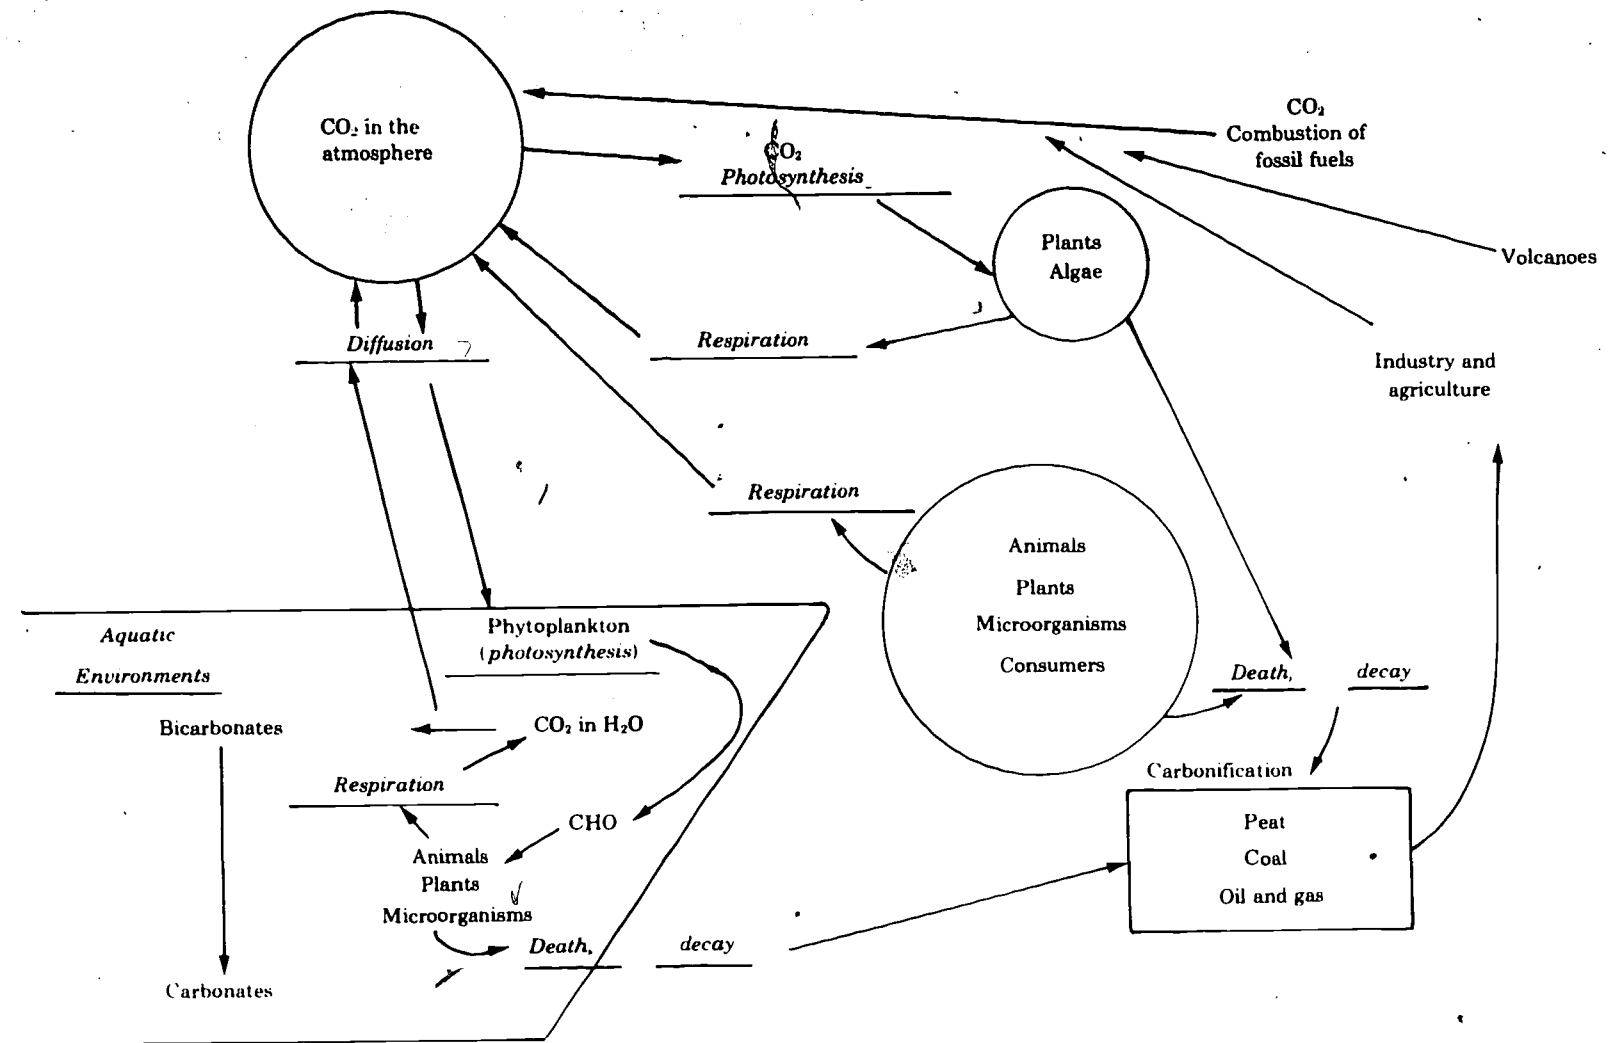 CO₂ in the
atmosphere
CO₂
Photosynthesis
CO₂
Combustion of
fossil fuels
Plants
Algae
Volcanoes
Diffusion
Respiration
Industry and
agriculture
Respiration
Animals
Plants
Microorganisms
Consumers
Aquatic
Environments
Phytoplankton
(photosynthesis)
Death, decay
Bicarbonates
CO₂ in H₂O
Respiration
Carbonification
CHO
Peat
Coal
Oil and gas
Animals
Plants
Microorganisms
Death, decay
Carbonates